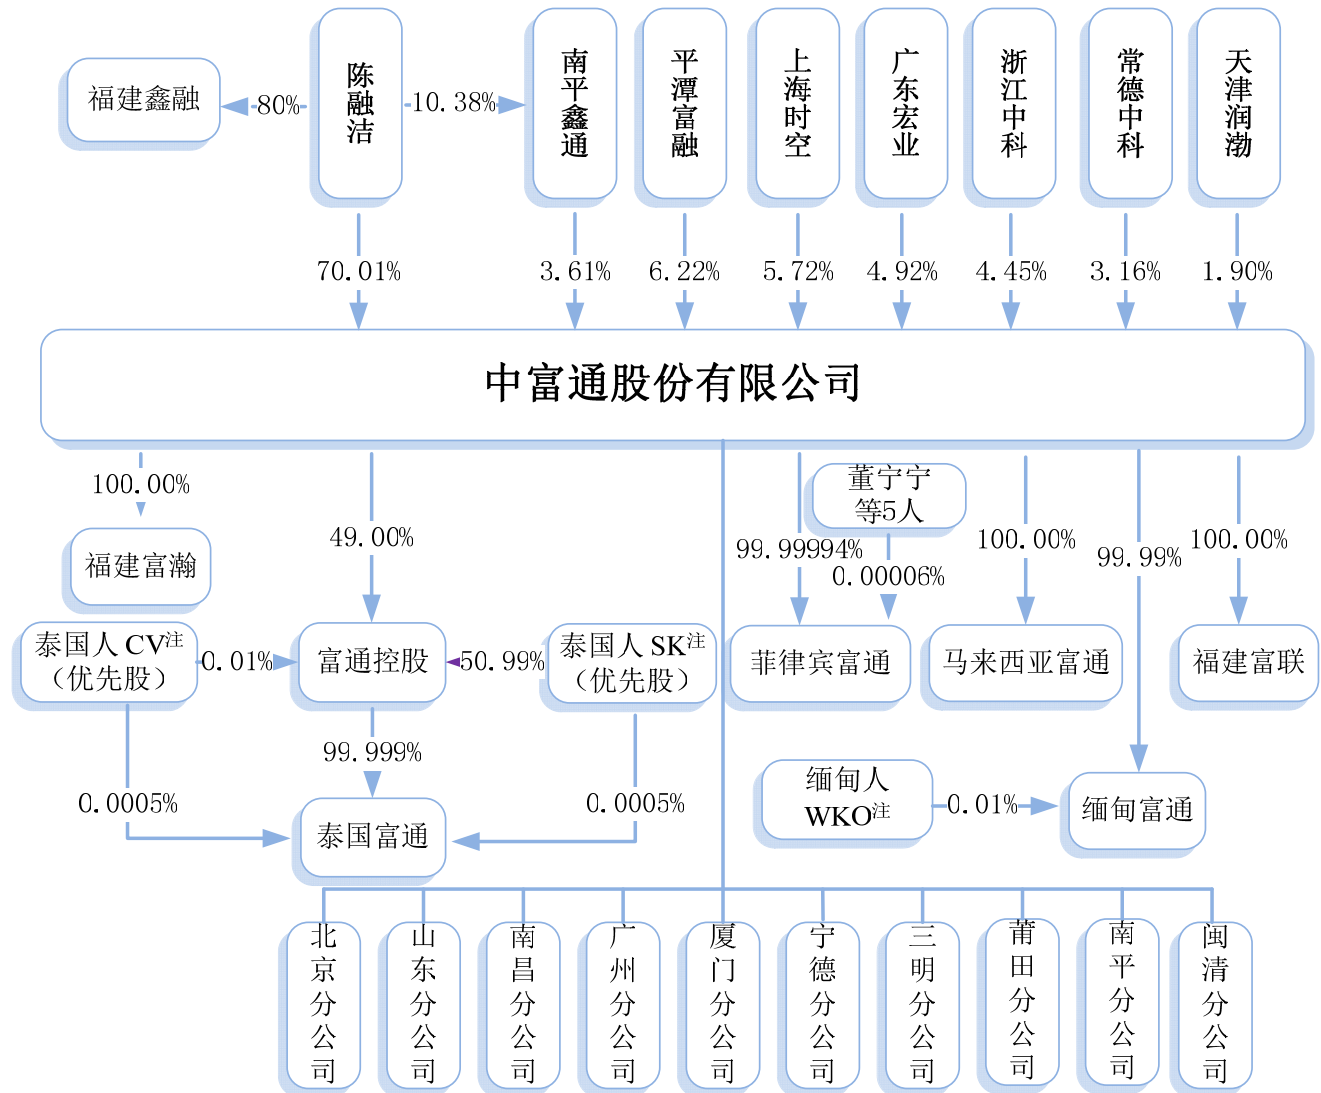 福建鑫融
80%
陈融洁
10.38%
南平鑫通
平潭富融
上海时空
广东宏业
浙江中科
常德中科
天津润渤
70.01%
3.61%
6.22%
5.72%
4.92%
4.45%
3.16%
1.90%
中富通股份有限公司
100.00%
49.00%
99.99994%
董宁宁
等5人
0.00006%
100.00%
99.99%
100.00%
福建富瀚
泰国人 CV注
（优先股）
0.01%
富通控股
50.99%
泰国人 SK注
（优先股）
菲律宾富通
马来西亚富通
福建富联
99.999%
0.0005%
0.0005%
泰国富通
缅甸人
WKO注
0.01%
缅甸富通
北京分公司
山东分公司
南昌分公司
广州分公司
厦门分公司
宁德分公司
三明分公司
莆田分公司
南平分公司
闽清分公司